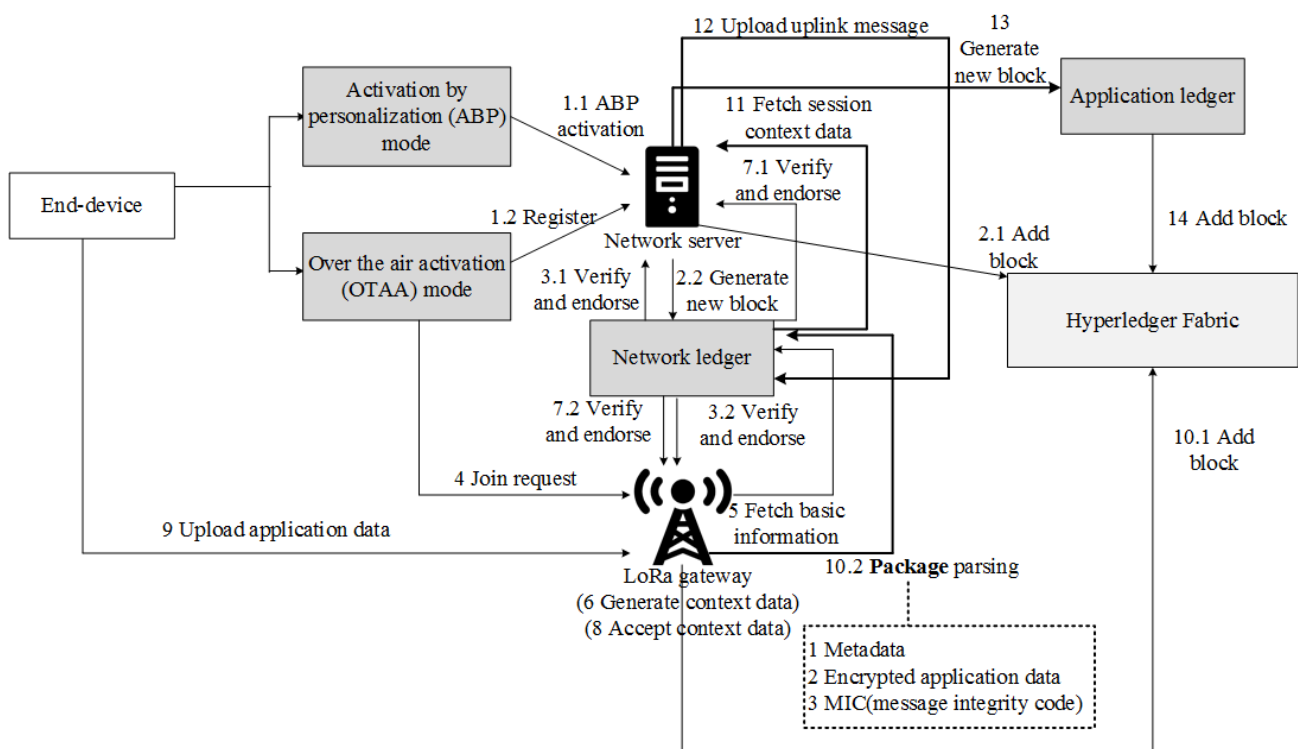 12 Upload uplink message
13
Generate
new block
Activation by
personalization (ABP)
mode
1.1 ABP
activation
11 Fetch session
context data
Application ledger
7.1 Verify
and endorse
End-device
1.2 Register
Network server
2.1 Add
block
14 Add block
Over the air activation
(OTAA) mode
3.1 Verify
and endorse
2.2 Generate
new block
Hyperledger Fabric
Network ledger
7.2 Verify
and endorse
3.2 Verify
and endorse
10.1 Add
block
4 Join request
5 Fetch basic
information
9 Upload application data
10.2 Package parsing
LoRa gateway
(6 Generate context data)
(8 Accept context data)
1 Metadata
2 Encrypted application data
3 MIC(message integrity code)